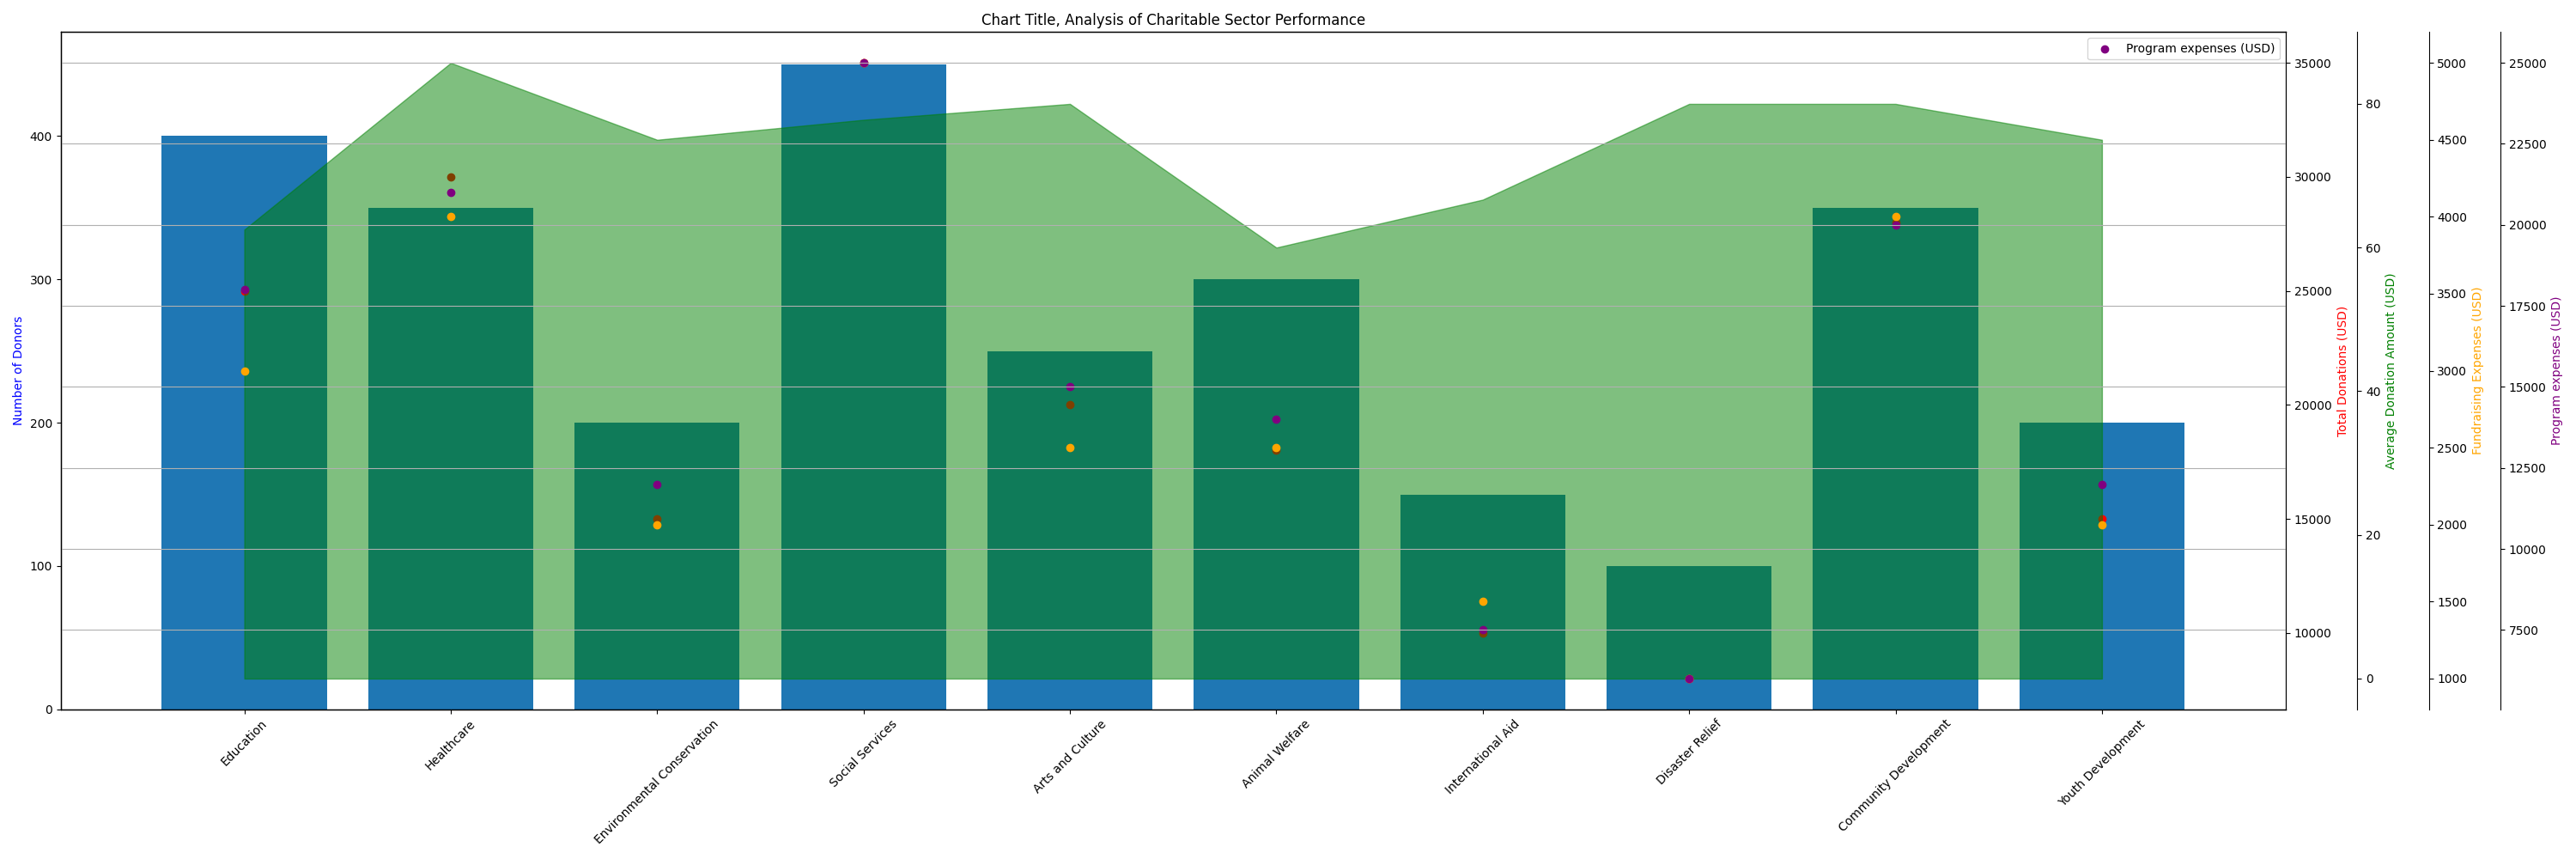 Chart Title, Analysis of Charitable Sector Performance
Program expenses (USD)
Number of Donors
400
300
200
100
0
Education
Healthcare
Environmental Conservation
Social Services
Arts and Culture
Animal Welfare
International Aid
Disaster Relief
Community Development
Youth Development
35000
30000
25000
20000
15000
10000
Total Donations (USD)
80
60
40
20
0
Average Donation Amount (USD)
5000
4500
4000
3500
3000
2500
2000
1500
1000
Fundraising Expenses (USD)
25000
22500
20000
17500
15000
12500
10000
7500
Program expenses (USD)